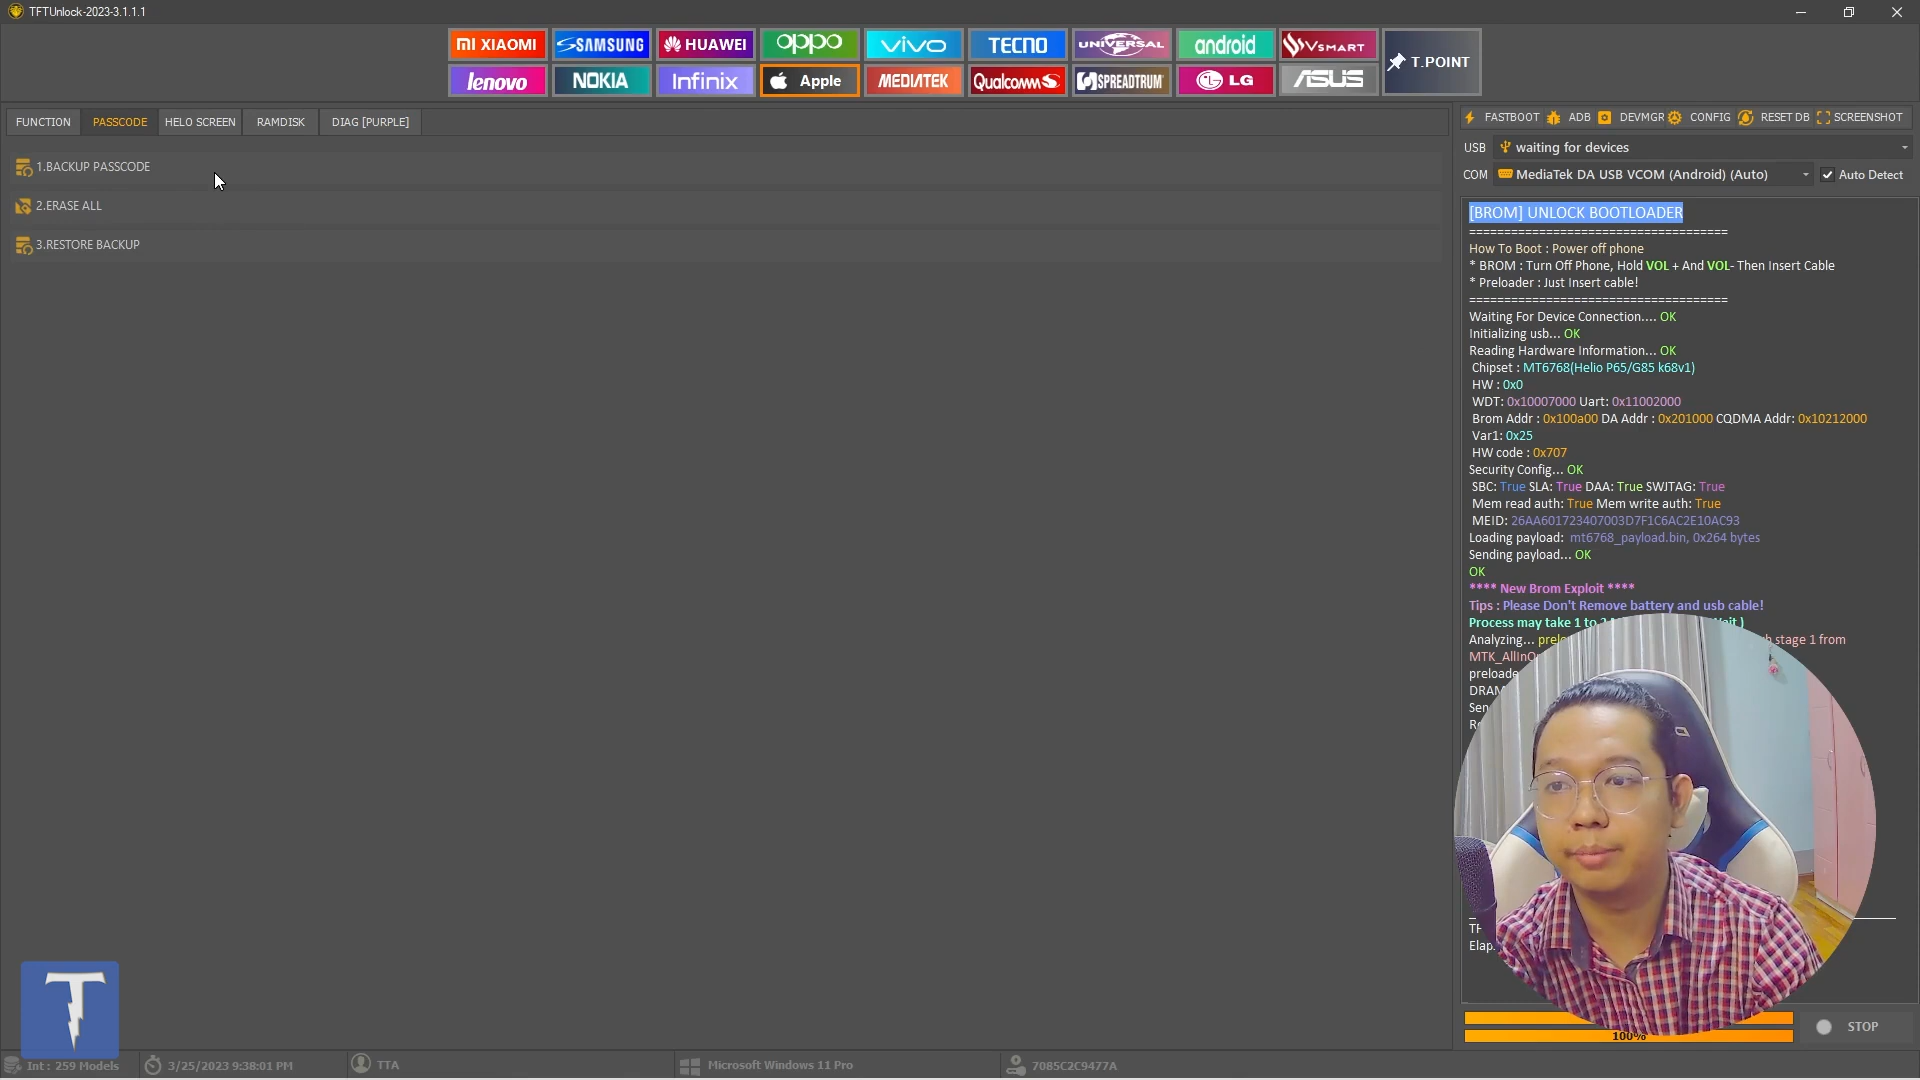 TFTUnlock-2023-3.1.1.1
MI XIAOMI SAMSUNG HUAWEI oppo vivo TECNO UNIVERSAL android VSMART
T.POINT
lenovo NOKIA Infinix Apple MEDIATEK Qualcomm SPREADTRUM LG ASUS
FUNCTION PASSCODE HELO SCREEN RAMDISK DIAG [PURPLE]
1.BACKUP PASSCODE
2.ERASE ALL
3.RESTORE BACKUP
FASTBOOT ADB DEVMGR CONFIG RESET DB SCREENSHOT
USB waiting for devices
COM MediaTek DA USB VCOM (Android) (Auto) Auto Detect
[BROM] UNLOCK BOOTLOADER
=====================================
How To Boot : Power off phone
* BROM : Turn Off Phone, Hold VOL + And VOL- Then Insert Cable
* Preloader : Just Insert cable!
=====================================
Waiting For Device Connection.... OK
Initializing usb... OK
Reading Hardware Information... OK
Chipset : MT6768(Helio P65/G85 k68v1)
HW : 0x0
WDT: 0x10007000 Uart: 0x11002000
Brom Addr : 0x100a00 DA Addr : 0x201000 CQDMA Addr: 0x10212000
Var1: 0x25
HW code : 0x707
Security Config... OK
SBC: True SLA: True DAA: True SWJTAG: True
Mem read auth: True Mem write auth: True
MEID: 26AA601723407003D7F1C6AC2E10AC93
Loading payload: mt6768_payload.bin, 0x264 bytes
Sending payload... OK
OK
**** New Brom Exploit ****
Tips : Please Don't Remove battery and usb cable!
Process may take 1 to
Analyzing... stage 1 from
100%
STOP
Int : 259 Models 3/25/2023 9:38:01 PM TTA Microsoft Windows 11 Pro 7085C2C9477A